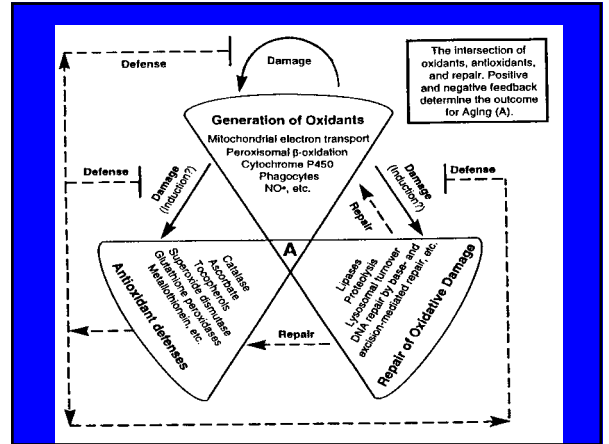 Defense
Damage
The intersection of
oxidants, antioxidants,
and repair. Positive
and negative feedback
determine the outcome
for Aging (A).
Generation of Oxidants
Mitochondrial electron transport
Peroxisomal β-oxidation
Cytochrome P450
Phagocytes
NO•, etc.
Defense
Damage
(Induction?)
Repair
Damage
(Induction?)
Defense
A
Catalase
Ascorbate
Tocopherols
Superoxide dismutase
Glutathione peroxidases
Metallothionein, etc.
Antioxidant defenses
Repair
Lipases
Proteolysis
Lysosomal turnover
DNA repair by base- and
excision-mediated repair, etc.
Repair of Oxidative Damage